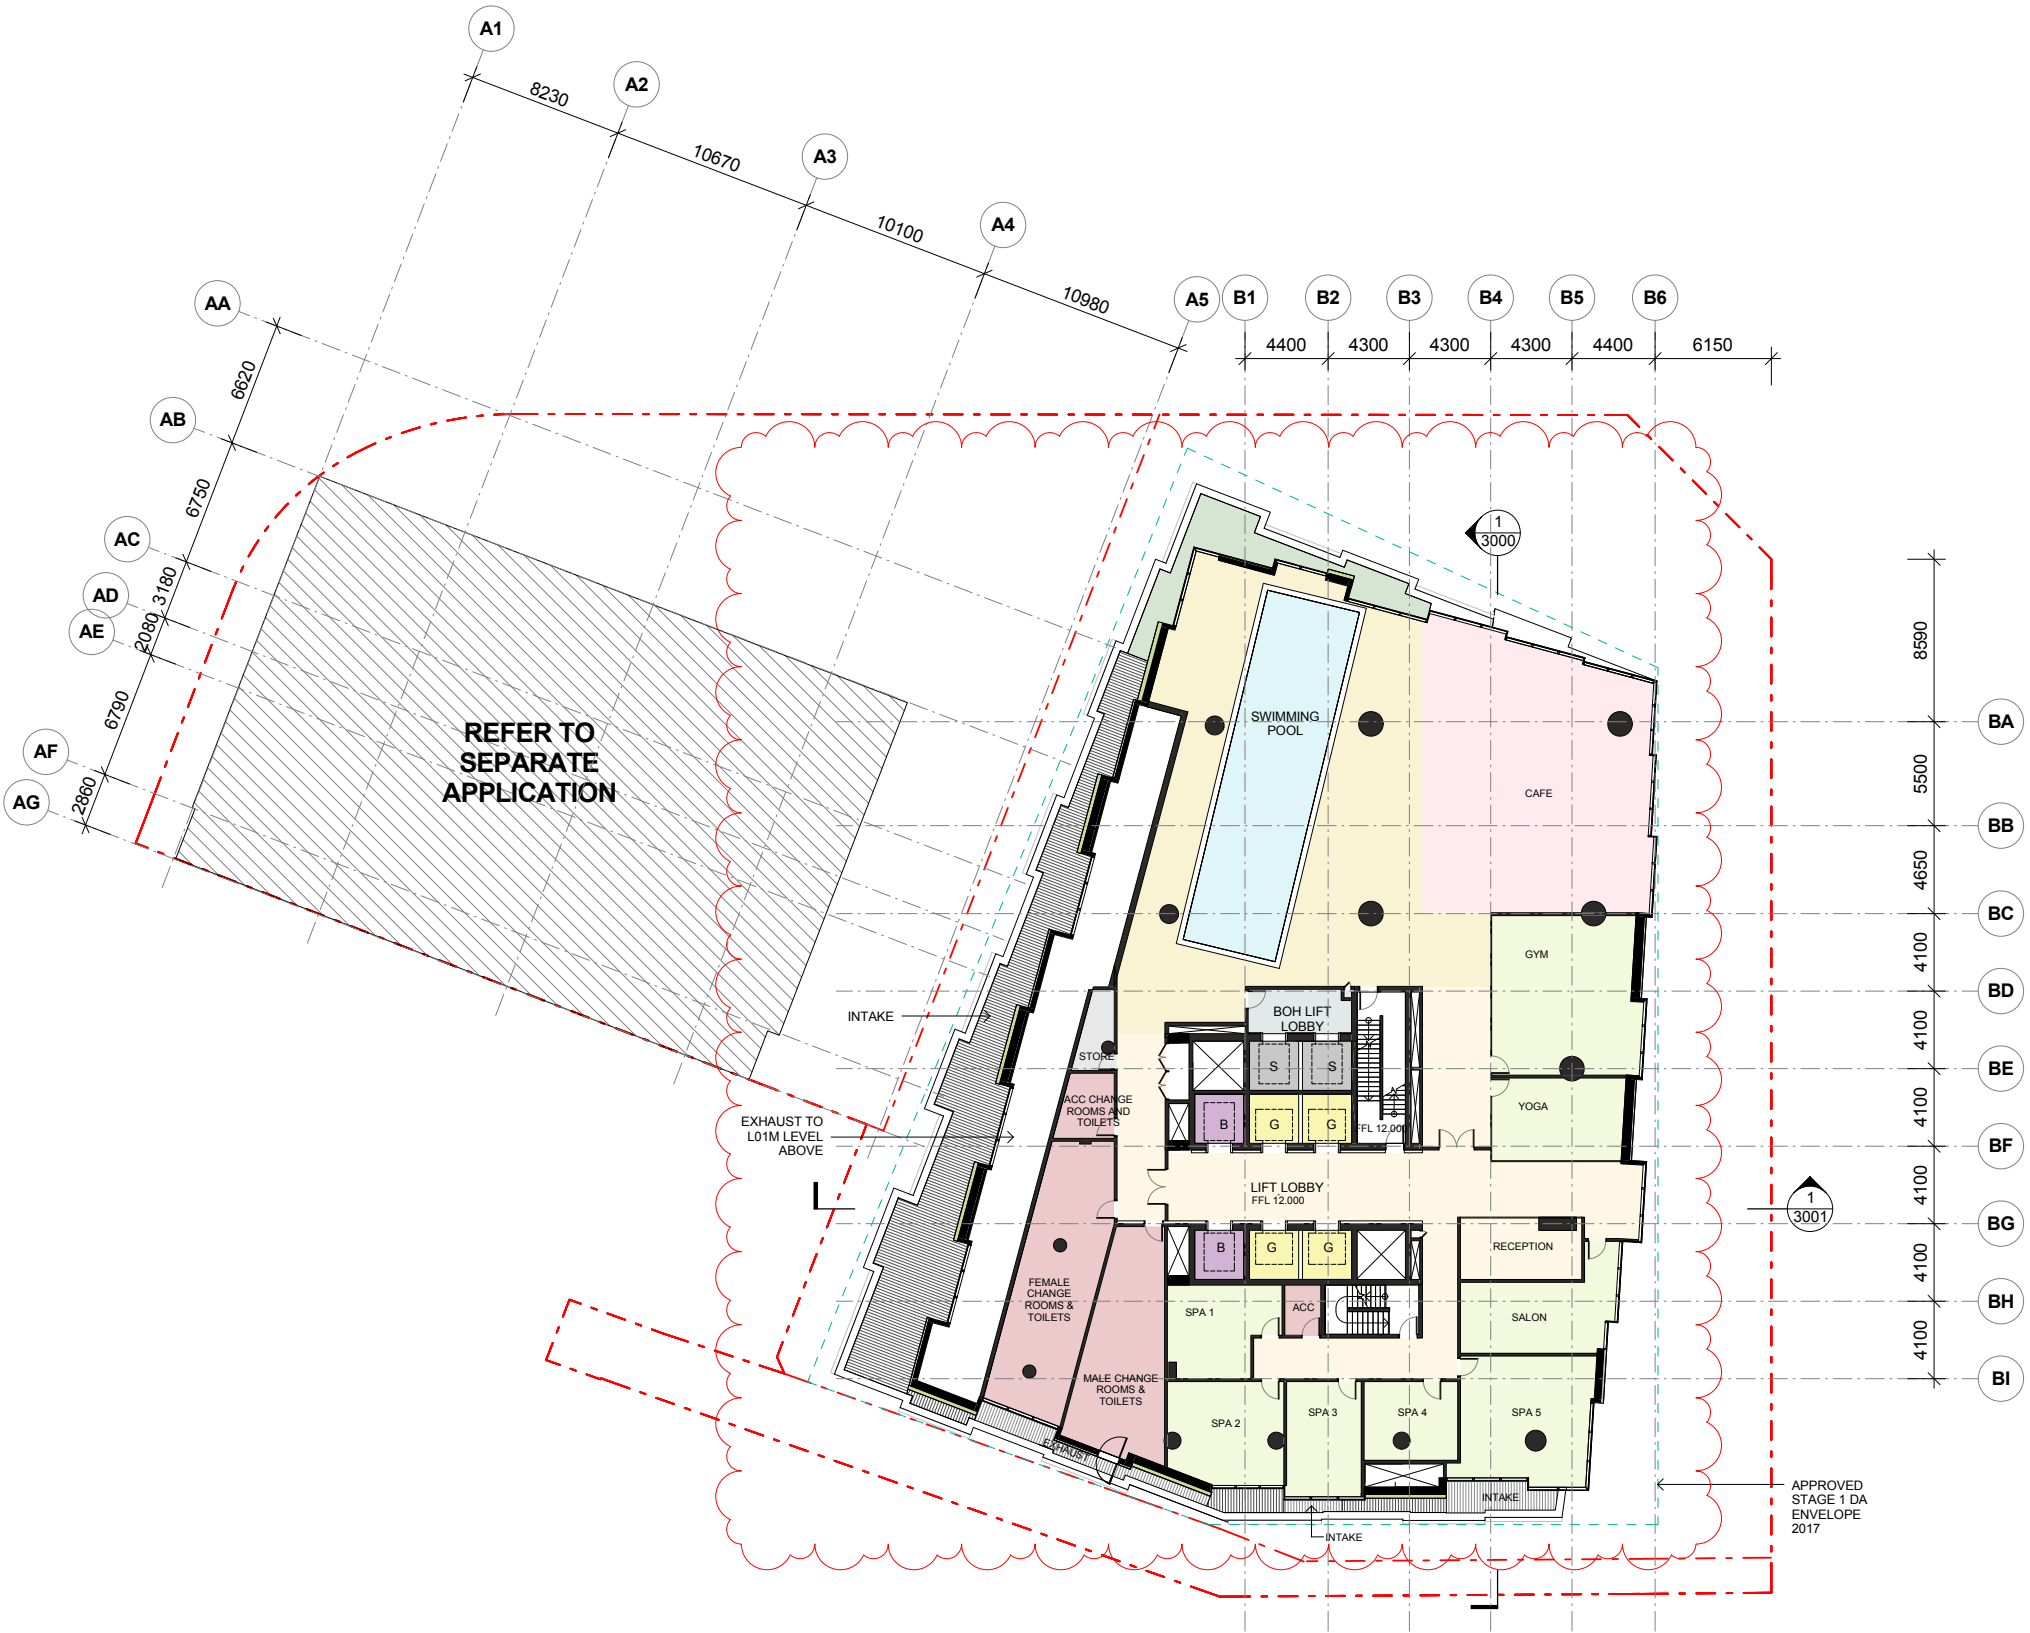 A1
A2
A3
A4
A5
B1
B2
B3
B4
B5
B6
8230
10670
10100
10980
4400
4300
4300
4300
4400
6150
AA
AB
AC
AD
AE
AF
AG
6620
6750
3180
2080
6790
2860
REFER TO
SEPARATE
APPLICATION
1
3000
8590
BA
5500
BB
4650
BC
4100
BD
4100
BE
4100
BF
4100
BG
4100
BH
4100
BI
SWIMMING
POOL
CAFE
GYM
YOGA
INTAKE
BOH LIFT
LOBBY
STORE
S
S
ACC CHANGE
ROOMS AND
TOILETS
B
G
G
FFL 12.000
EXHAUST TO
L01M LEVEL
ABOVE
LIFT LOBBY
FFL 12.000
1
3001
B
G
G
RECEPTION
FEMALE
CHANGE
ROOMS &
TOILETS
SPA 1
ACC
SALON
MALE CHANGE
ROOMS &
TOILETS
SPA 2
SPA 3
SPA 4
SPA 5
EXHAUST
INTAKE
INTAKE
APPROVED
STAGE 1 DA
ENVELOPE
2017